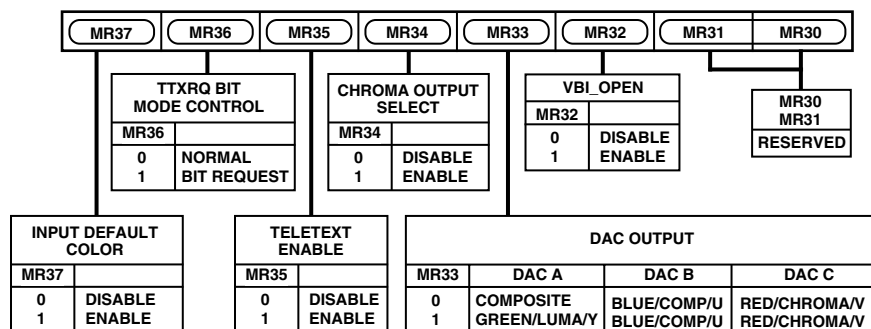 MR37 MR36 MR35 MR34 MR33 MR32 MR31 MR30
TTXRQ BIT
MODE CONTROL
MR36
0 NORMAL
1 BIT REQUEST
CHROMA OUTPUT
SELECT
MR34
0 DISABLE
1 ENABLE
VBI_OPEN
MR32
0 DISABLE
1 ENABLE
MR30
MR31
RESERVED
INPUT DEFAULT
COLOR
MR37
0 DISABLE
1 ENABLE
TELETEXT
ENABLE
MR35
0 DISABLE
1 ENABLE
DAC OUTPUT
MR33 DAC A DAC B DAC C
0 COMPOSITE BLUE/COMP/U RED/CHROMA/V
1 GREEN/LUMA/Y BLUE/COMP/U RED/CHROMA/V